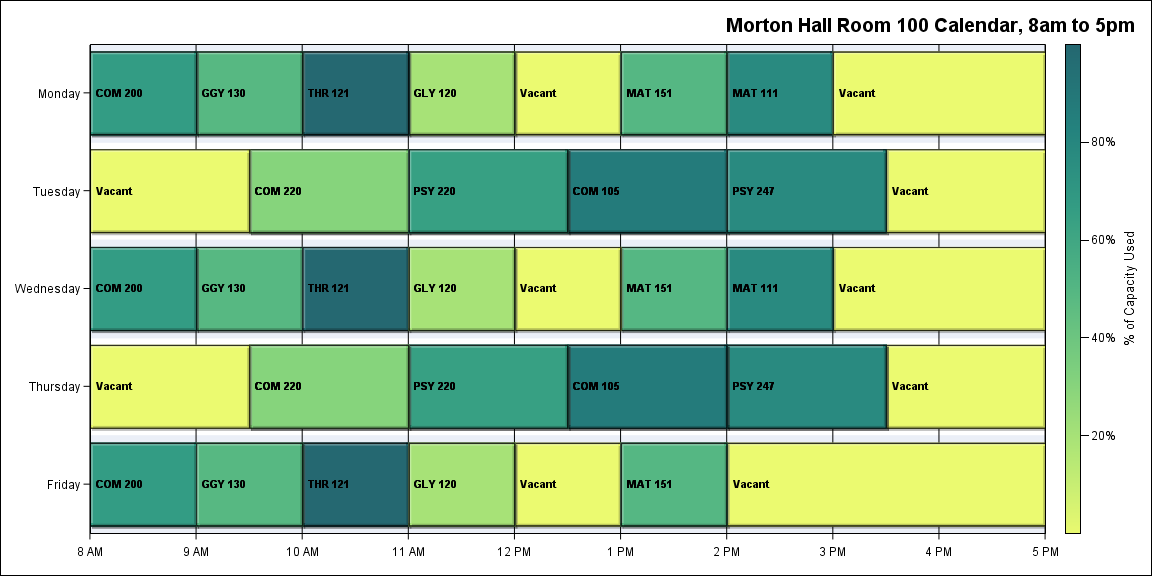 Morton Hall Room 100 Calendar, 8am to 5pm
Monday COM 200 GGY 130 THR 121 GLY 120 Vacant MAT 151 MAT 111 Vacant
Tuesday Vacant COM 220 PSY 220 COM 105 PSY 247 Vacant
Wednesday COM 200 GGY 130 THR 121 GLY 120 Vacant MAT 151 MAT 111 Vacant
Thursday Vacant COM 220 PSY 220 COM 105 PSY 247 Vacant
Friday COM 200 GGY 130 THR 121 GLY 120 Vacant MAT 151 Vacant
8 AM 9 AM 10 AM 11 AM 12 PM 1 PM 2 PM 3 PM 4 PM 5 PM
80%
60%
40%
20%
% of Capacity Used